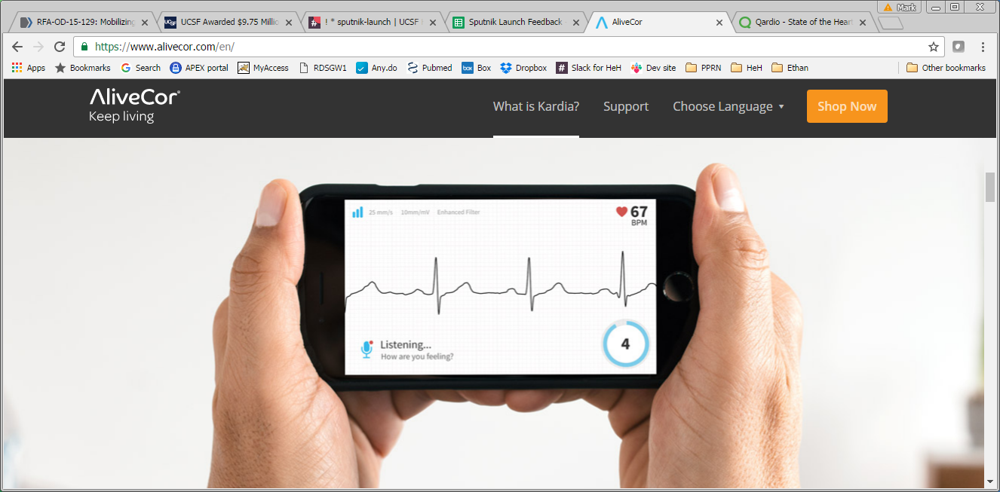 Mark
RFA-OD-15-129: Mobilizing
UCSF Awarded $9.75 Millio
! * sputnik-launch | UCSF
Sputnik Launch Feedback
AliveCor
Qardio - State of the Heart
https://www.alivecor.com/en/
Apps Bookmarks Search APEX portal MyAccess RDSGW1 Any.do Pubmed Box Dropbox Slack for HeH Dev site PPRN HeH Ethan Other bookmarks
AliveCor®
Keep living
What is Kardia? Support Choose Language Shop Now
25 mm/s 10mm/mV Enhanced Filter
67
BPM
Listening...
How are you feeling?
4